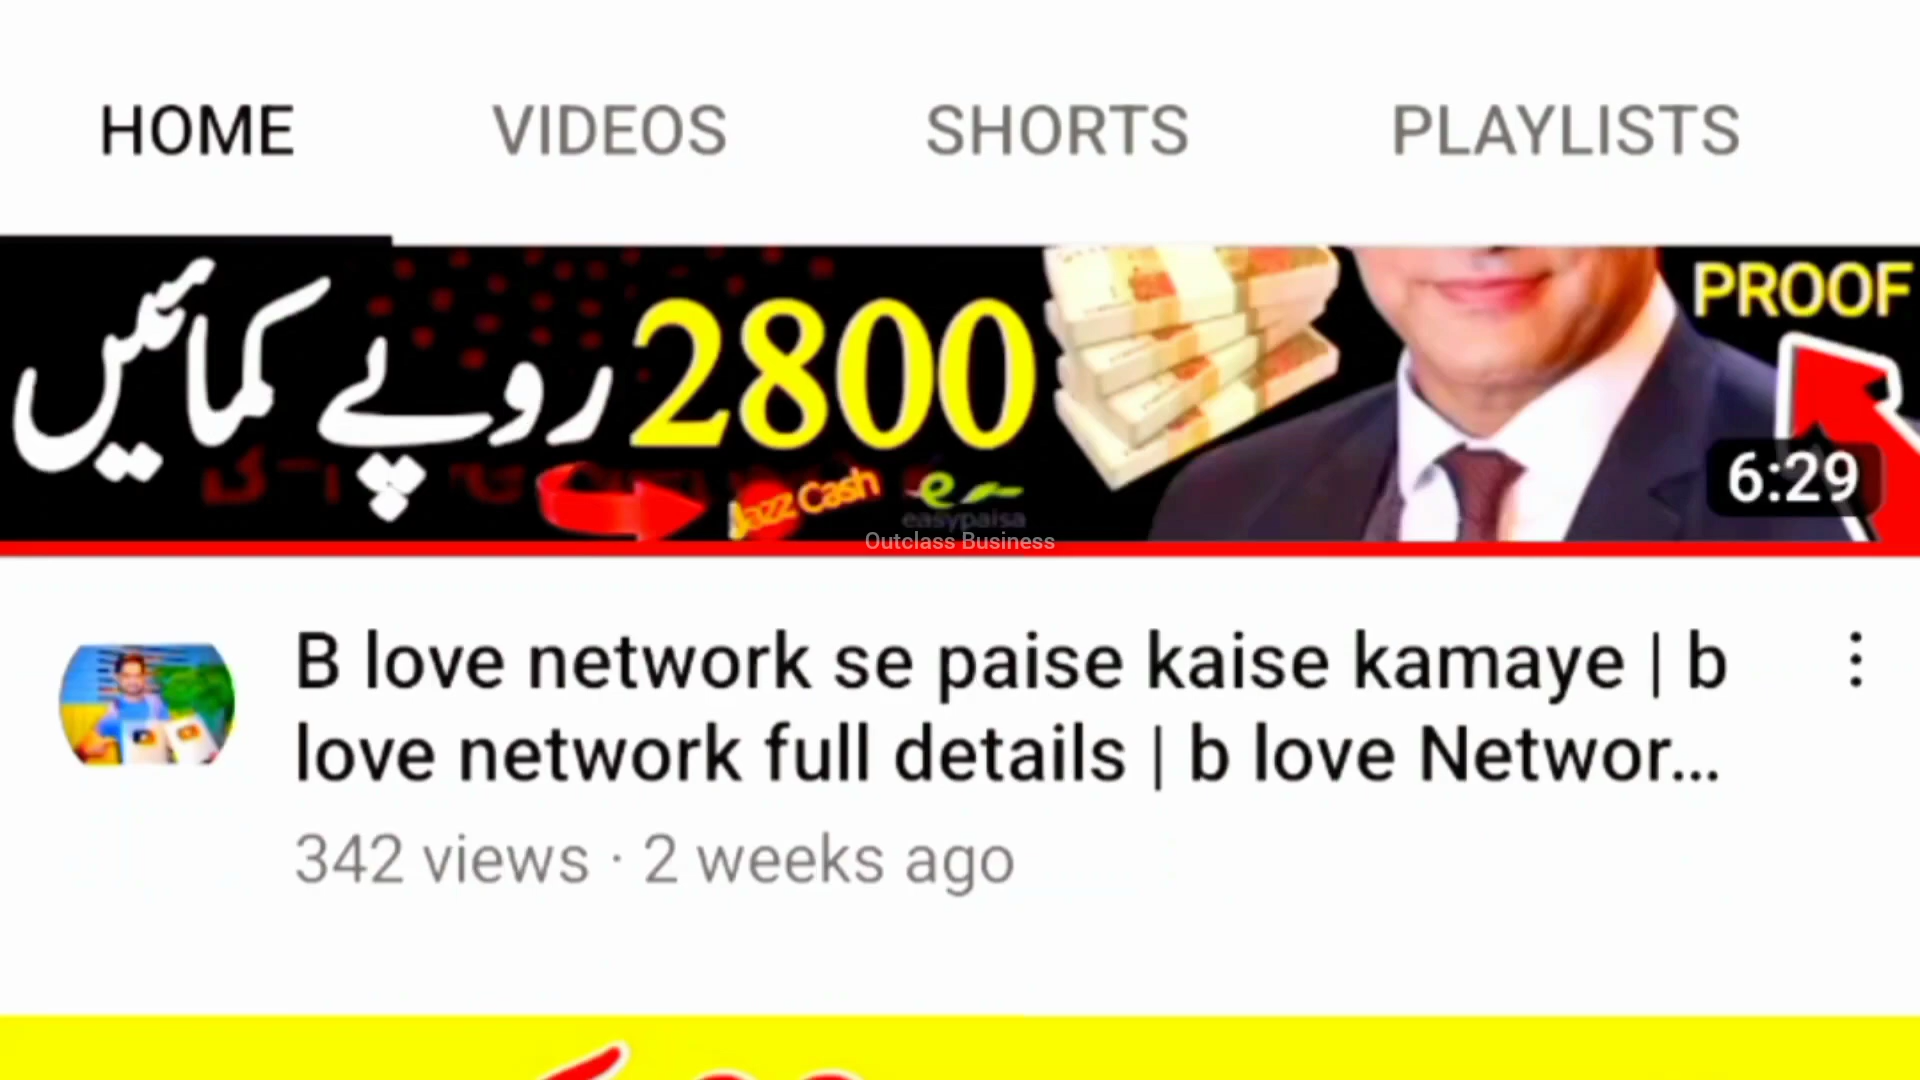 HOME VIDEOS SHORTS PLAYLISTS
2800 روپے کمائیں
PROOF
Jazz Cash
easypaisa
6:29
Outclass Business
B love network se paise kaise kamaye | b
love network full details | b love Networ...
342 views · 2 weeks ago